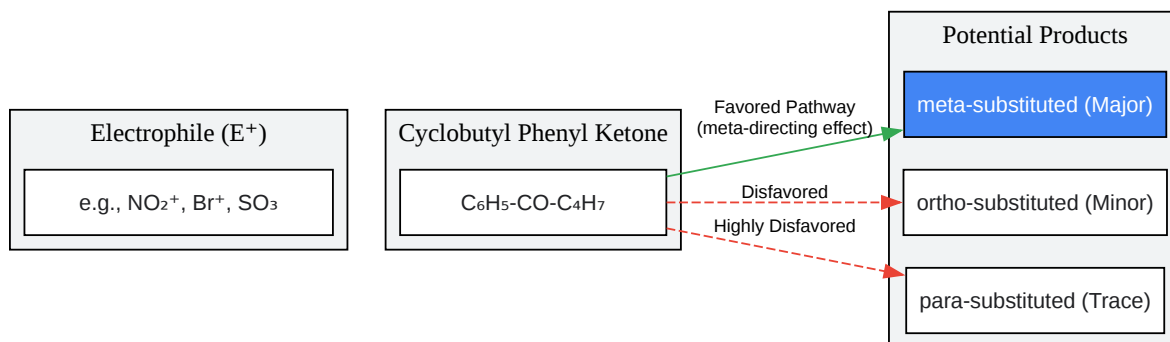 Potential Products
meta-substituted (Major)
Electrophile (E⁺)
Cyclobutyl Phenyl Ketone
Favored Pathway
(meta-directing effect)
e.g., NO₂⁺, Br⁺, SO₃
C₆H₅-CO-C₄H₇
Disfavored
ortho-substituted (Minor)
Highly Disfavored
para-substituted (Trace)